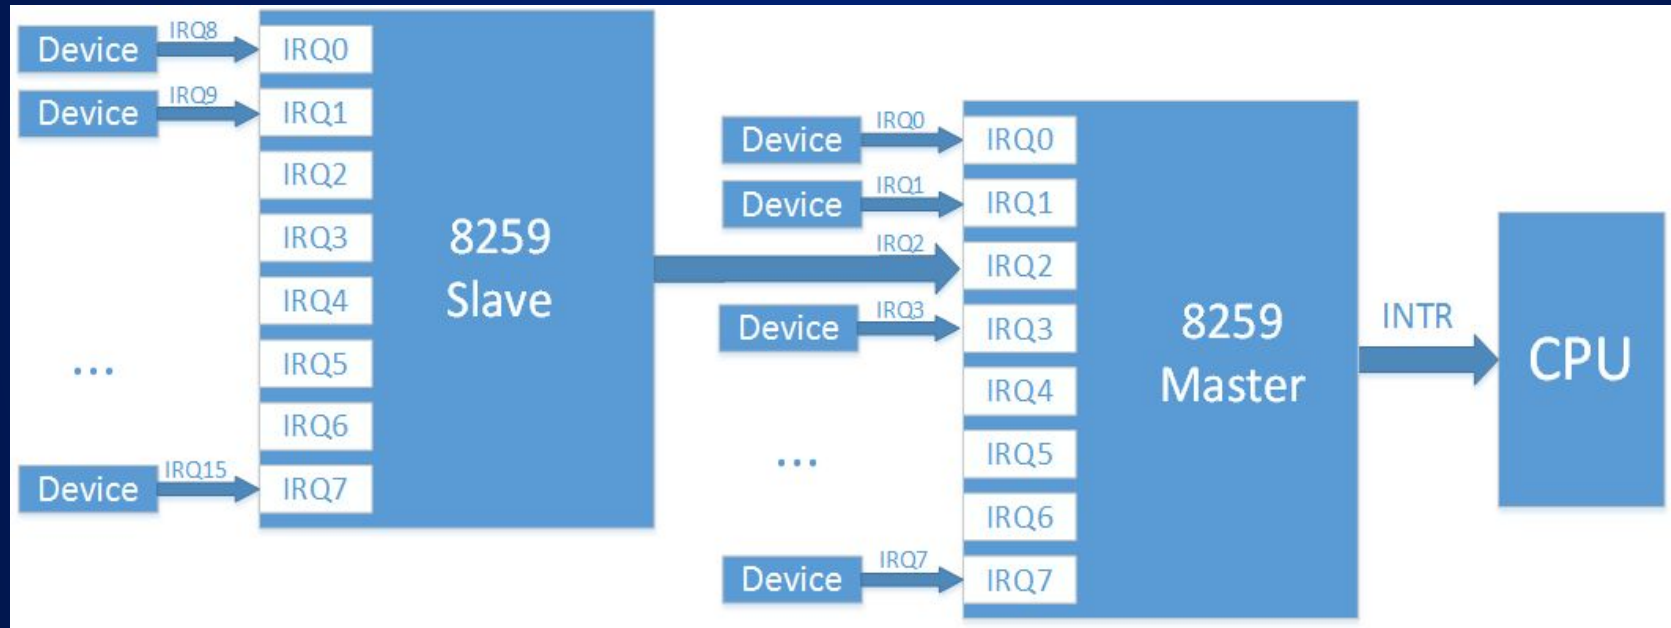 Device
IRQ8
IRQ0
Device
IRQ9
IRQ1
IRQ2
IRQ3
IRQ4
IRQ5
IRQ6
...
Device
IRQ15
IRQ7
8259
Slave
Device
IRQ0
IRQ0
Device
IRQ1
IRQ1
IRQ2
IRQ2
Device
IRQ3
IRQ3
IRQ4
IRQ5
...
IRQ6
Device
IRQ7
IRQ7
8259
Master
INTR
CPU